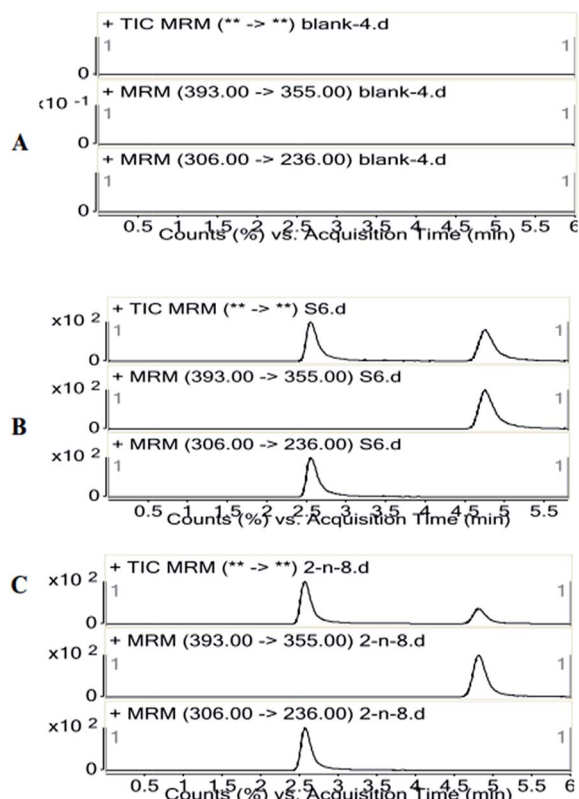 + TIC MRM (** -> **) blank-4.d
1 1
0
x10 -1
+ MRM (393.00 -> 355.00) blank-4.d
1 1
A
0
+ MRM (306.00 -> 236.00) blank-4.d
1 1
0
0.5 1 1.5 2 2.5 3 3.5 4 4.5 5 5.5 6
Counts (%) vs. Acquisition Time (min)
+ TIC MRM (** -> **) S6.d
x10 2
1 1
0
+ MRM (393.00 -> 355.00) S6.d
x10 2
1 1
B
0
+ MRM (306.00 -> 236.00) S6.d
x10 2
1 1
0
0.5 1 1.5 2 2.5 3 3.5 4 4.5 5 5.5
Counts (%) vs. Acquisition Time (min)
C
+ TIC MRM (** -> **) 2-n-8.d
x10 2
1 1
0
+ MRM (393.00 -> 355.00) 2-n-8.d
x10 2
1 1
0
+ MRM (306.00 -> 236.00) 2-n-8.d
x10 2
1 1
0
0.5 1 1.5 2 2.5 3 3.5 4 4.5 5 5.5 6
Counts (%) vs. Acquisition Time (min)